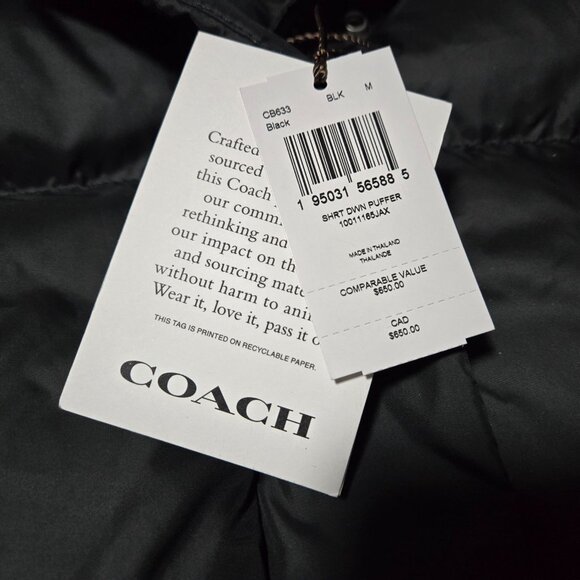 Crafted
sourced
this Coach
our comm
rethinking and
our impact on th
and sourcing mate
without harm to ani
Wear it, love it, pass it o
THIS TAG IS PRINTED ON RECYCLABLE PAPER.
COACH
CB633 BLK M
Black
1 95031 56588 5
SHRT DWN PUFFER
10011165JAX
MADE IN THAILAND
THAILANDE
COMPARABLE VALUE
$650.00
CAD
$650.00